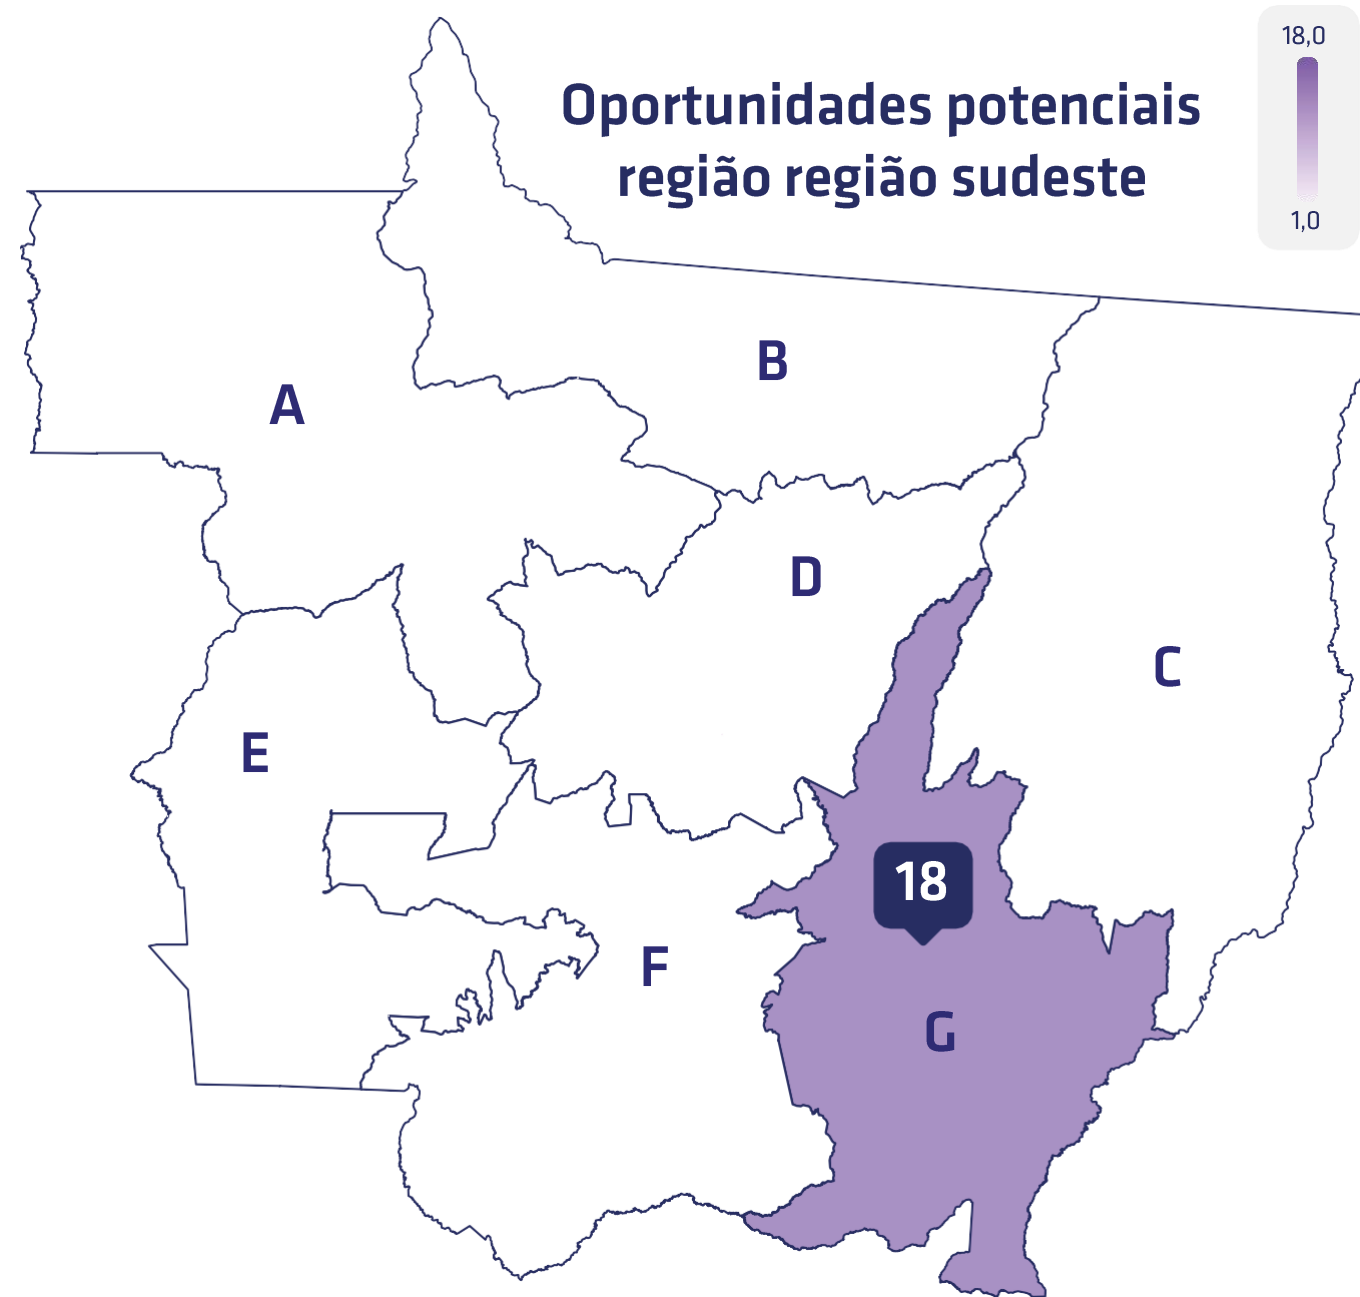 Oportunidades potenciais
região região sudeste
18,0
1,0
A
B
C
D
E
F
G
18